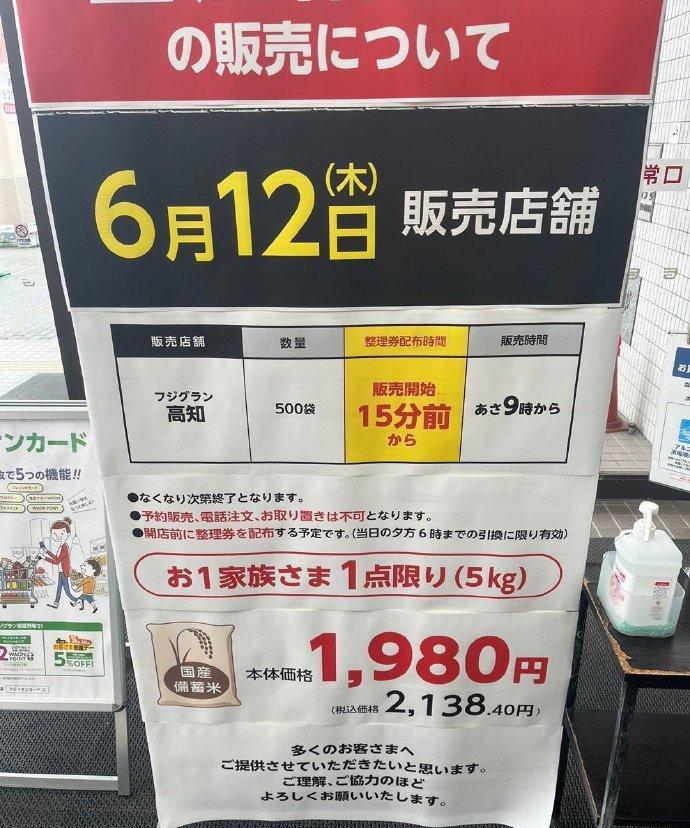 の販売について
6月12日(木) 販売店舗
販売店舗 数量 整理券配布時間 販売時間
フジグラン
高知
500袋
販売開始
15分前
から
あさ9時から
●なくなり次第終了となります。
●予約販売、電話注文、お取り置きは不可となります。
●開店前に整理券を配布する予定です。(当日の夕方6時までの引換に限り有効)
お1家族さま1点限り(5kg)
国産
備蓄米
本体価格 1,980円
(税込価格 2,138.40円)
多くのお客さまへ
ご提供させていただきたいと思います。
ご理解、ご協力のほど
よろしくお願いいたします。
オンカード
で5つの機能!!
WAON POINT
5%OFF!
常口